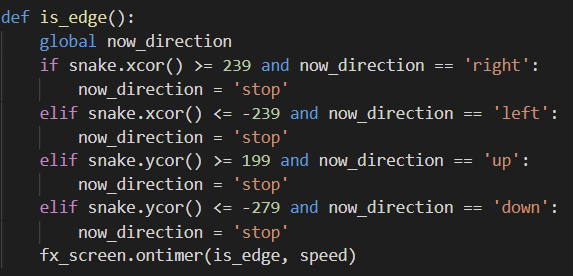 def is_edge():
    global now_direction
    if snake.xcor() >= 239 and now_direction == 'right':
        now_direction = 'stop'
    elif snake.xcor() <= -239 and now_direction == 'left':
        now_direction = 'stop'
    elif snake.ycor() >= 199 and now_direction == 'up':
        now_direction = 'stop'
    elif snake.ycor() <= -279 and now_direction == 'down':
        now_direction = 'stop'
    fx_screen.ontimer(is_edge, speed)